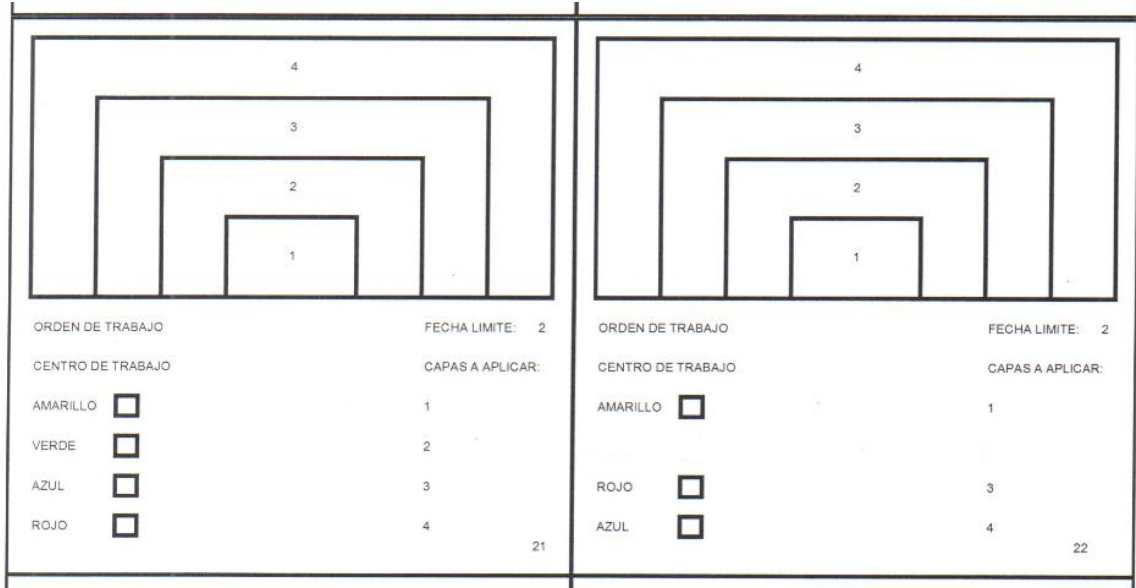 4
3
2
1
ORDEN DE TRABAJO FECHA LIMITE: 2
CENTRO DE TRABAJO CAPAS A APLICAR:
AMARILLO 1
VERDE 2
AZUL 3
ROJO 4
21
4
3
2
1
ORDEN DE TRABAJO FECHA LIMITE: 2
CENTRO DE TRABAJO CAPAS A APLICAR:
AMARILLO 1
ROJO 3
AZUL 4
22